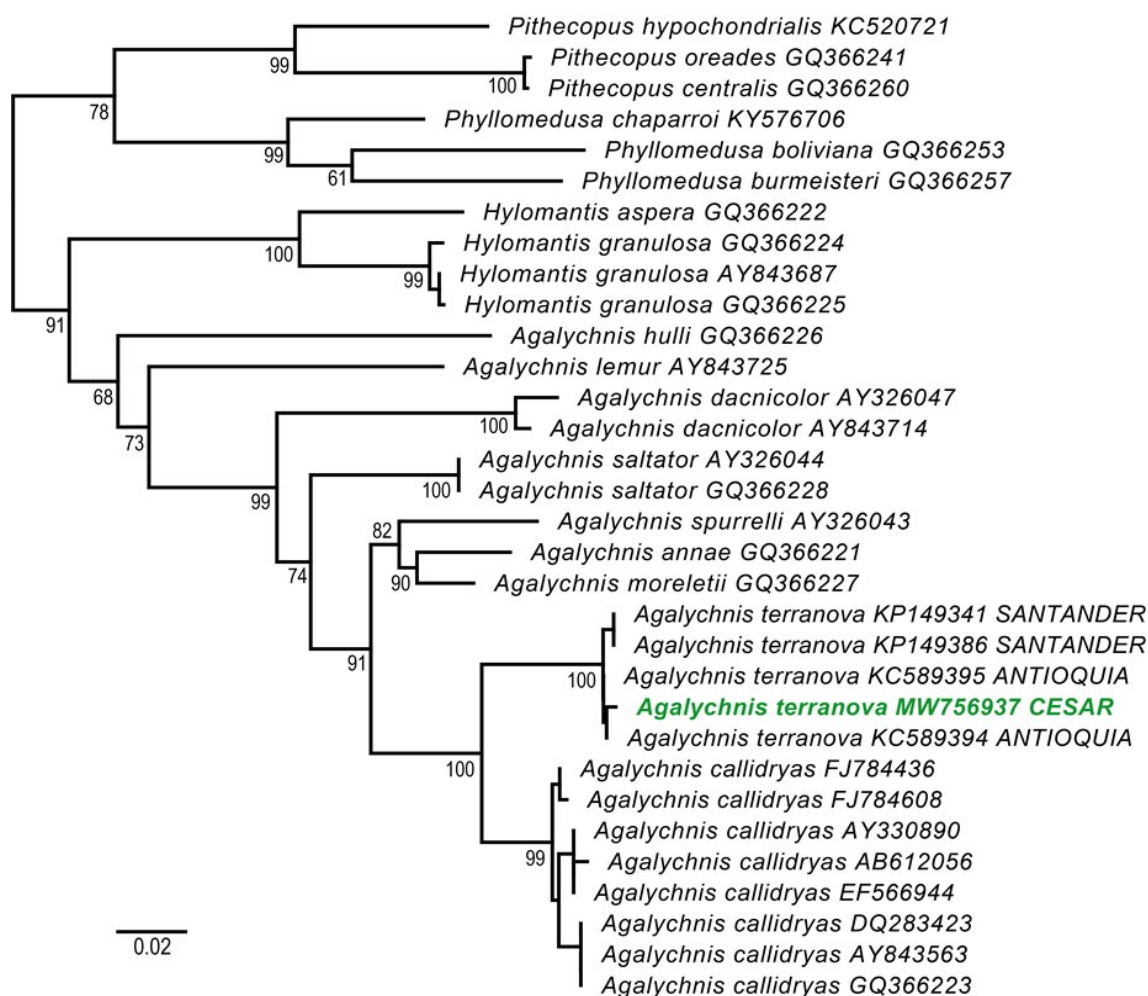 Pithecopus hypochondrialis KC520721
99
Pithecopus oreades GQ366241
100
Pithecopus centralis GQ366260
78
Phyllomedusa chaparroi KY576706
99
Phyllomedusa boliviana GQ366253
61
Phyllomedusa burmeisteri GQ366257
Hylomantis aspera GQ366222
100
Hylomantis granulosa GQ366224
99
Hylomantis granulosa AY843687
Hylomantis granulosa GQ366225
91
Agalychnis hulli GQ366226
68
Agalychnis lemur AY843725
73
Agalychnis dacnicolor AY326047
100
Agalychnis dacnicolor AY843714
99
Agalychnis saltator AY326044
100
Agalychnis saltator GQ366228
74
82
Agalychnis spurrelli AY326043
Agalychnis annae GQ366221
90
Agalychnis moreletii GQ366227
91
Agalychnis terranova KP149341 SANTANDER
Agalychnis terranova KP149386 SANTANDER
100
Agalychnis terranova KC589395 ANTIOQUIA
Agalychnis terranova MW756937 CESAR
Agalychnis terranova KC589394 ANTIOQUIA
100
Agalychnis callidryas FJ784436
Agalychnis callidryas FJ784608
Agalychnis callidryas AY330890
99
Agalychnis callidryas AB612056
Agalychnis callidryas EF566944
Agalychnis callidryas DQ283423
Agalychnis callidryas AY843563
Agalychnis callidryas GQ366223
0.02